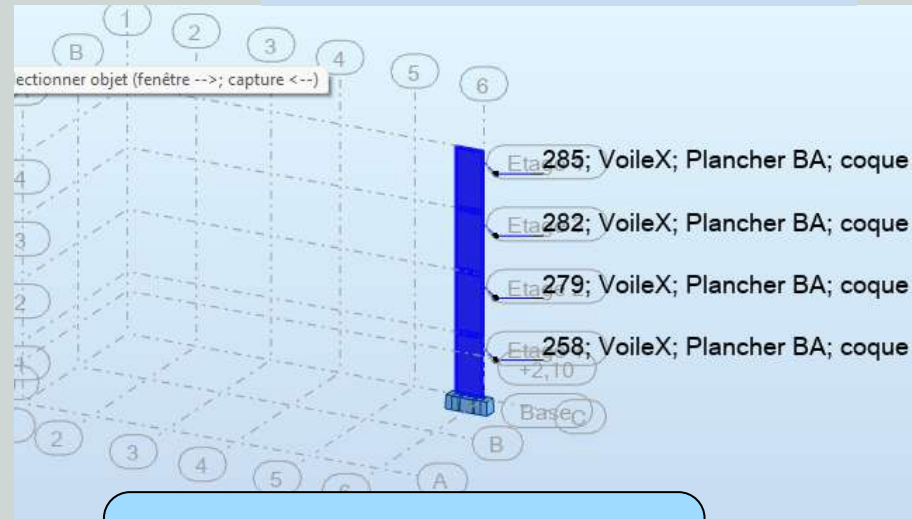 1
2
3
4
5
6
B
lectionner objet (fenêtre -->; capture <--)
4
285; VoileX; Plancher BA; coque
3
282; VoileX; Plancher BA; coque
2
279; VoileX; Plancher BA; coque
258; VoileX; Plancher BA; coque
+2,10
Base
C
B
2
3
4
5
6
A